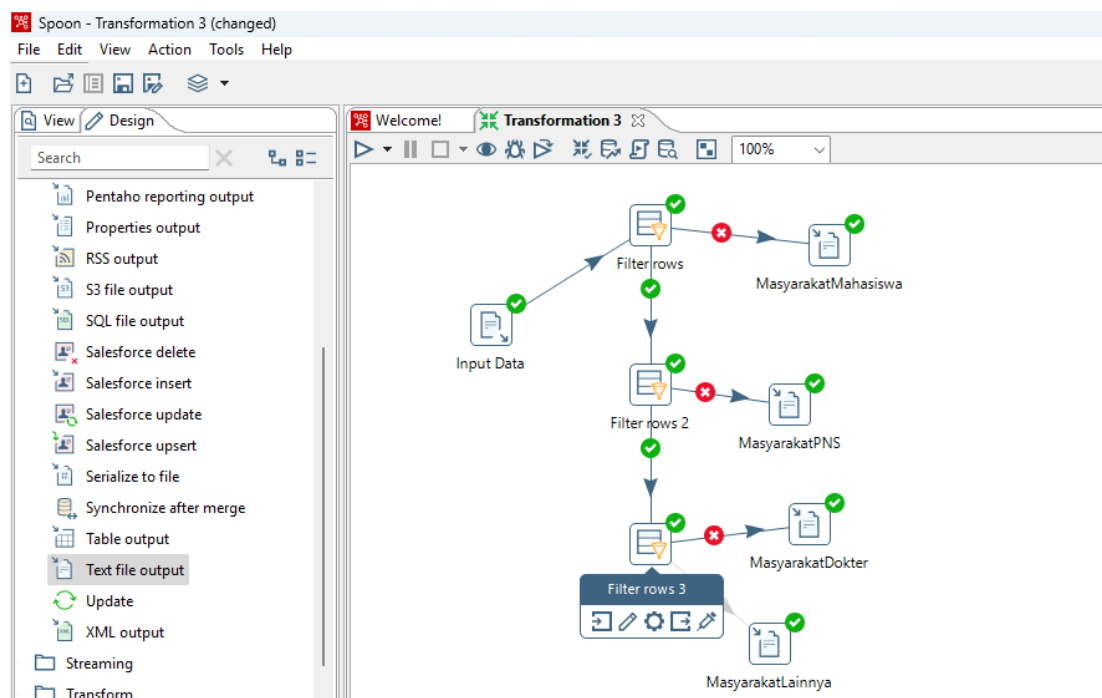 Spoon - Transformation 3 (changed)
File Edit View Action Tools Help
View Design
Welcome! Transformation 3
Search
100%
Pentaho reporting output
Properties output
RSS output
S3 file output
SQL file output
Salesforce delete
Salesforce insert
Salesforce update
Salesforce upsert
Serialize to file
Synchronize after merge
Table output
Text file output
Update
XML output
Streaming
Transform
Filter rows
MasyarakatMahasiswa
Input Data
Filter rows 2
MasyarakatPNS
MasyarakatDokter
Filter rows 3
MasyarakatLainnya